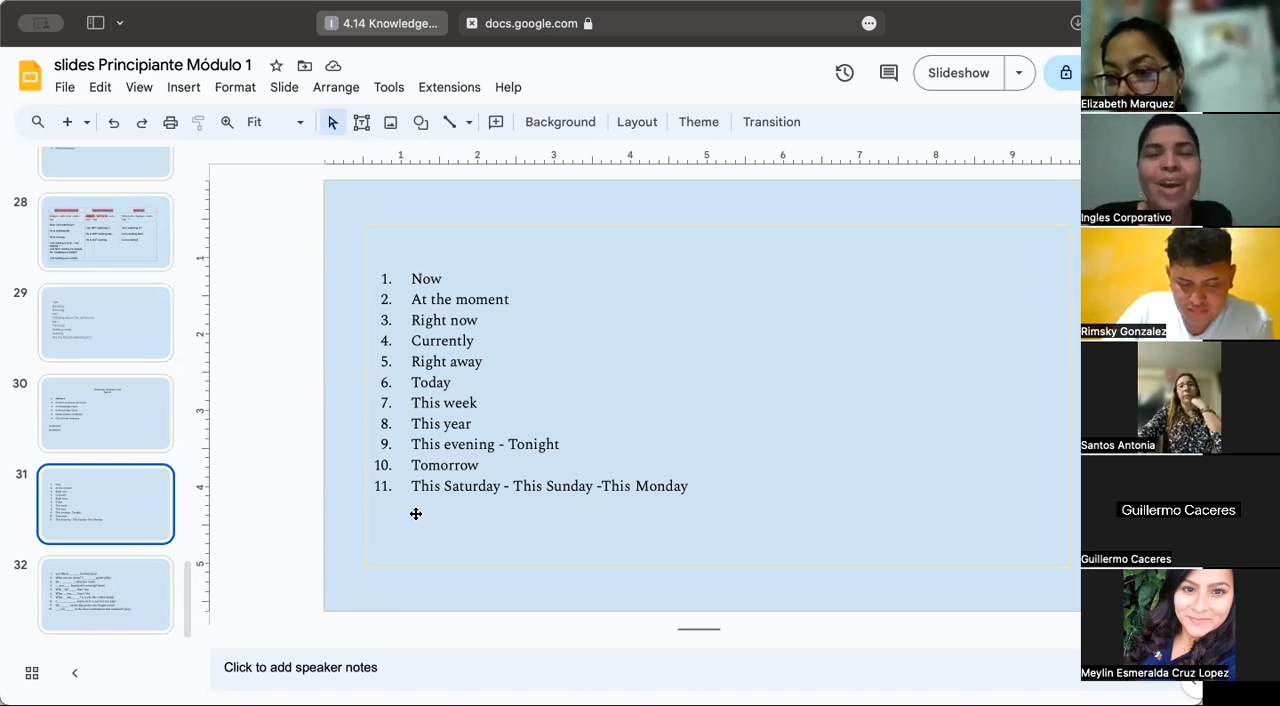 4.14 Knowledge...
docs.google.com
slides Principiante Módulo 1
File Edit View Insert Format Slide Arrange Tools Extensions Help
Slideshow
Fit
Background Layout Theme Transition
1 2 3 4 5 6 7 8 9
1 2 3 4 5
28
29
30
31
32
1. Now
2. At the moment
3. Right now
4. Currently
5. Right away
6. Today
7. This week
8. This year
9. This evening - Tonight
10. Tomorrow
11. This Saturday - This Sunday -This Monday
Click to add speaker notes
Elizabeth Marquez
Ingles Corporativo
Rimsky Gonzalez
Santos Antonia
Guillermo Caceres
Guillermo Caceres
Meylin Esmeralda Cruz Lopez